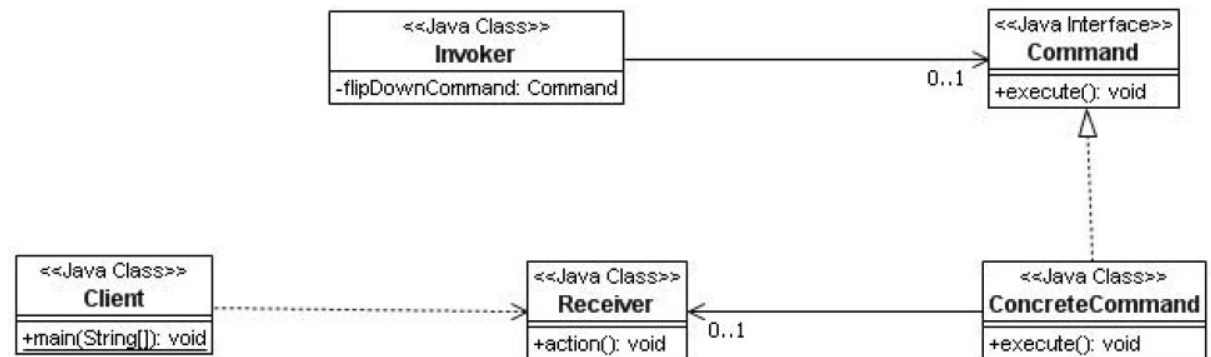 <<Java Class>>
Invoker
-flipDownCommand: Command
0..1
<<Java Interface>>
Command
+execute(): void
<<Java Class>>
Client
+main(String[]): void
<<Java Class>>
Receiver
+action(): void
0..1
<<Java Class>>
ConcreteCommand
+execute(): void